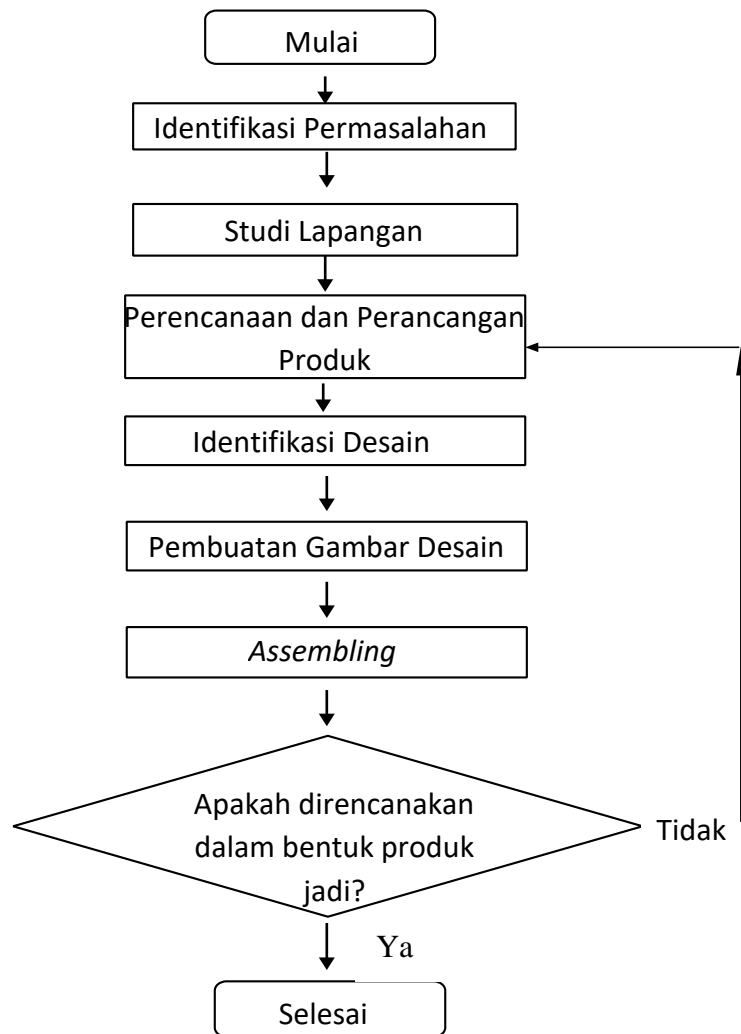 Mulai
Identifikasi Permasalahan
Studi Lapangan
Perencanaan dan Perancangan
Produk
Identifikasi Desain
Pembuatan Gambar Desain
Assembling
Apakah direncanakan
dalam bentuk produk
jadi?
Tidak
Ya
Selesai